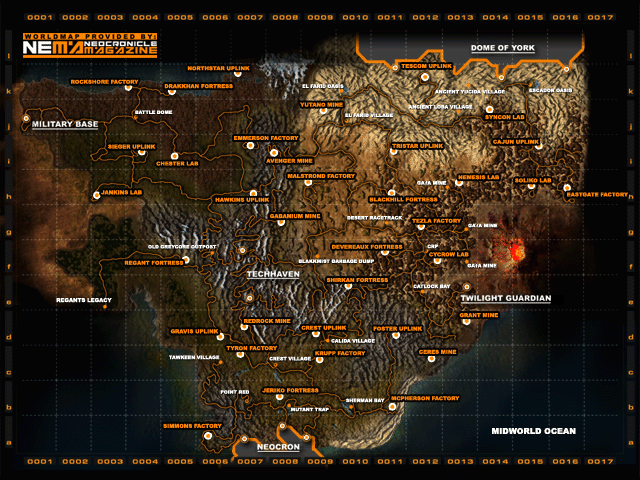 0001 0002 0003 0004 0005 0006 0007 0008 0009 0010 0011 0012 0013 0014 0015 0016 0017
WORLDMAP PROVIDED BY:
NEMA NEOCRONICLE
MAGAZINE
DOME OF YORK
l
NORTHSTAR UPLINK
TESCOM UPLINK
k
ROCKSHORE FACTORY
DRAKKHAN FORTRESS
EL FARID OASIS
ANCIENT YUCIDA VILLAGE
ESCADOR OASIS
k
YUTANO MINE
ANCIENT LOBA VILLAGE
BATTLE DOME
EL FARID VILLAGE
SYNCON LAB
MILITARY BASE
j
EMMERSON FACTORY
SIEGER UPLINK
TRISTAR UPLINK
CAJUN UPLINK
i
CHESTER LAB
AVENGER MINE
MALSTROND FACTORY
NEMESIS LAB
GAIA MINE
SOLIKO LAB
h
JANKINS LAB
HAWKINS UPLINK
BLACKHILL FORTRESS
EASTGATE FACTORY
h
GABANIUM MINE
DESERT RACETRACK
TEZLA FACTORY
GAIA MINE
g
OLD GREYCORE OUTPOST
DEVEREAUX FORTRESS
CRP
REGANT FORTRESS
BLAKKMIST GARBAGE DUMP
CYCROW LAB
GAIA MINE
f
TECHHAVEN
SHIRKAN FORTRESS
CATLOCK BAY
REGANTS LEGACY
TWILIGHT GUARDIAN
e
GRANT MINE
REDROCK MINE
GRAVIS UPLINK
CREST UPLINK
FOSTER UPLINK
d
CALIDA VILLAGE
TYRON FACTORY
TAWKEEN VILLAGE
CREST VILLAGE
KRUPP FACTORY
CERES MINE
c
POINT RED
JERIKO FORTRESS
SHERMAN BAY
MCPHERSON FACTORY
b
MUTANT TRAP
SIMMONS FACTORY
MIDWORLD OCEAN
a
NEOCRON
0001 0002 0003 0004 0005 0006 0007 0008 0009 0010 0011 0012 0013 0014 0015 0016 0017